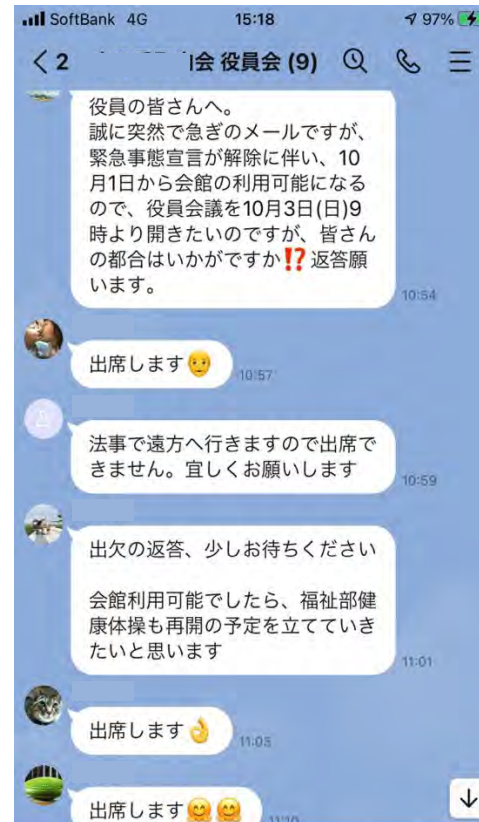 SoftBank 4G 15:18 97%
2 会 役員会 (9)
役員の皆さんへ。
誠に突然で急ぎのメールですが、
緊急事態宣言が解除に伴い、10
月1日から会館の利用可能になる
ので、役員会議を10月3日(日)9
時より開きたいのですが、皆さん
の都合はいかがですか⁉️返答願
います。
10:54
出席します👨‍🦲
10:57
法事で遠方へ行きますので出席で
きません。宜しくお願いします
10:59
出欠の返答、少しお待ちください
会館利用可能でしたら、福祉部健
康体操も再開の予定を立てていき
たいと思います
11:01
出席します👌
11:05
出席します🤗🤗